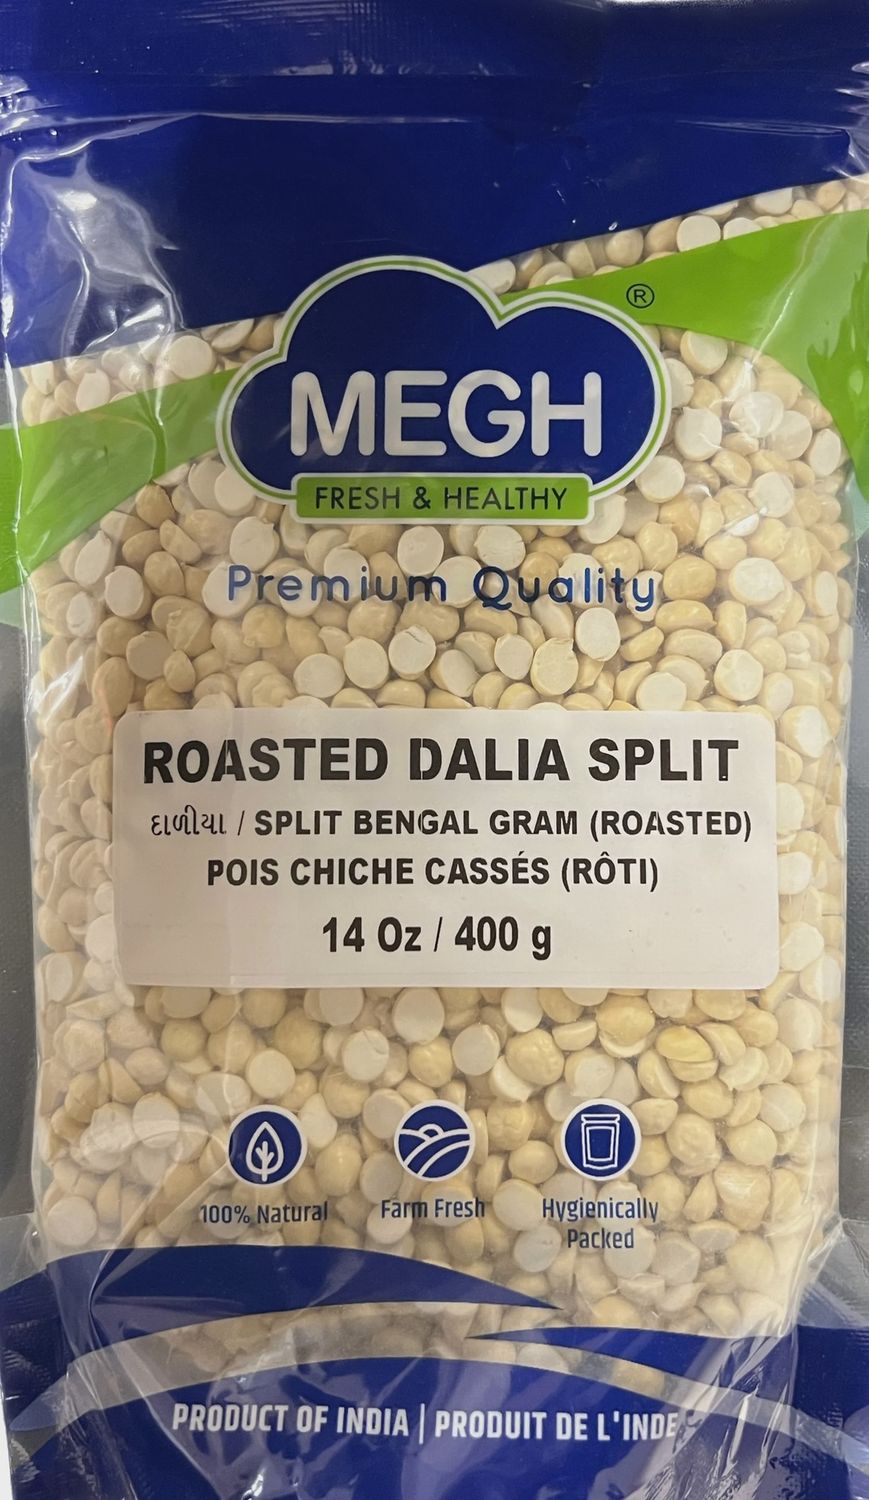 MEGH
®
FRESH & HEALTHY
Premium Quality
ROASTED DALIA SPLIT
દાળીયા / SPLIT BENGAL GRAM (ROASTED)
POIS CHICHE CASSÉS (RÔTI)
14 Oz / 400 g
100% Natural
Farm Fresh
Hygienically
Packed
PRODUCT OF INDIA | PRODUIT DE L'INDE